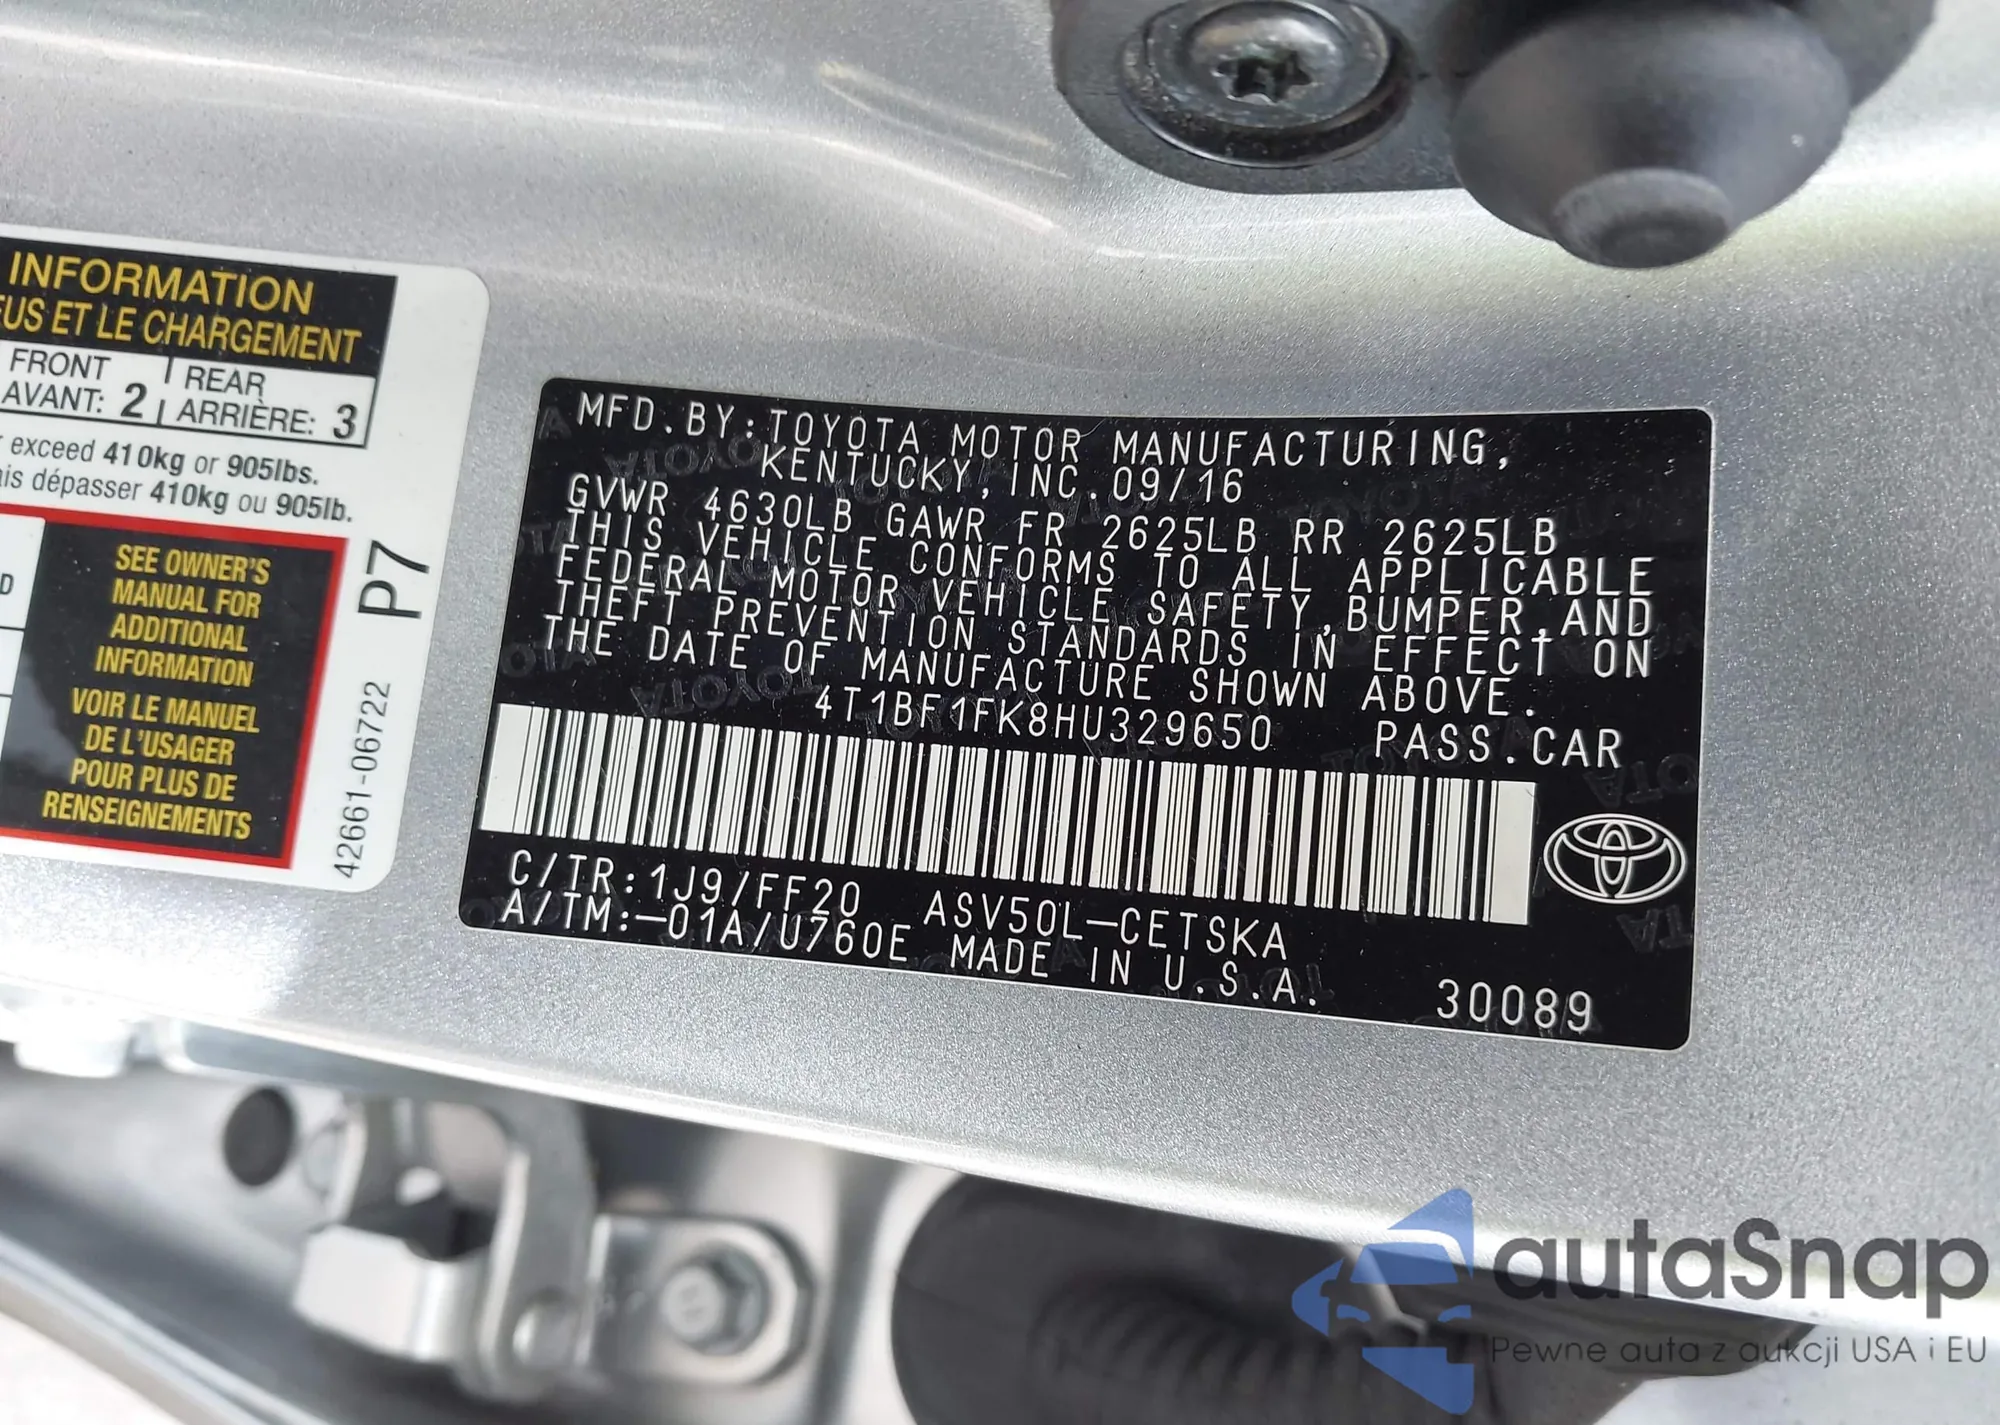 INFORMATION
EUS ET LE CHARGEMENT
FRONT
AVANT: 2
REAR
ARRIÈRE: 3
exceed 410kg or 905lbs.
ais dépasser 410kg ou 905lb.
SEE OWNER'S
MANUAL FOR
ADDITIONAL
INFORMATION
VOIR LE MANUEL
DE L'USAGER
POUR PLUS DE
RENSEIGNEMENTS
P7
42661-06722
MFD.BY:TOYOTA MOTOR MANUFACTURING,
KENTUCKY,INC.09/16
GVWR 4630LB GAWR FR 2625LB RR 2625LB
THIS VEHICLE CONFORMS TO ALL APPLICABLE
FEDERAL MOTOR VEHICLE SAFETY,BUMPER,AND
THEFT PREVENTION STANDARDS IN EFFECT ON
THE DATE OF MANUFACTURE SHOWN ABOVE.
4T1BF1FK8HU329650 PASS.CAR
C/TR:1J9/FF20 ASV50L-CETSKA
A/TM:-01A/U760E MADE IN U.S.A.
30089
autaSnap
Pewne auta z aukcji USA i EU